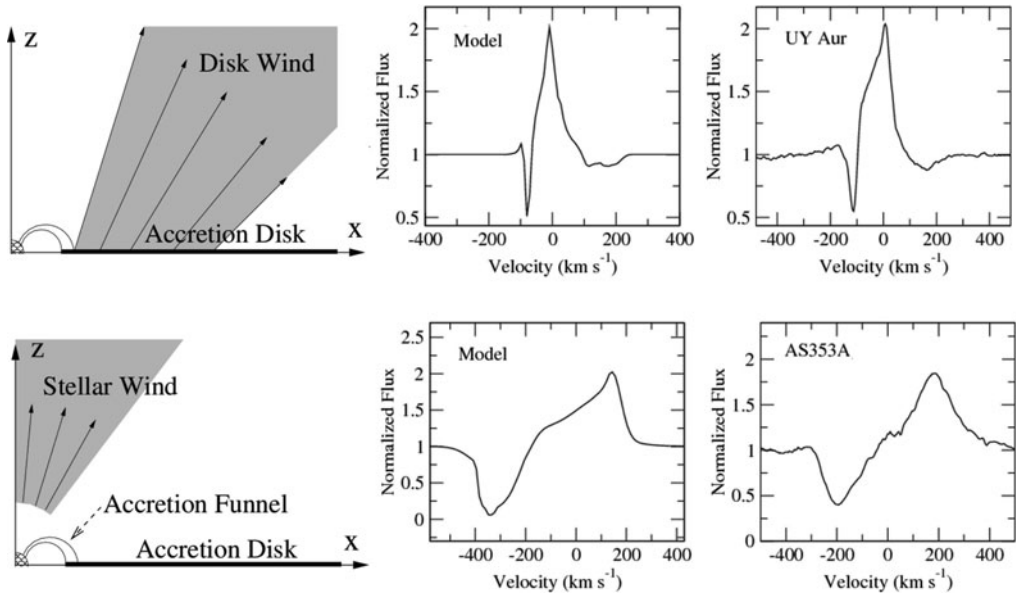 z
Disk Wind
Accretion Disk
x
Model
Normalized Flux
2
1.5
1
0.5
-400 -200 0 200 400
Velocity (km s⁻¹)
UY Aur
Normalized Flux
2
1.5
1
0.5
-400 -200 0 200 400
Velocity (km s⁻¹)
z
Stellar Wind
Accretion Funnel
Accretion Disk
x
Model
Normalized Flux
2.5
2
1.5
1
0.5
0
-400 -200 0 200 400
Velocity (km s⁻¹)
AS353A
Normalized Flux
2
1.5
1
0.5
0
-400 -200 0 200 400
Velocity (km s⁻¹)